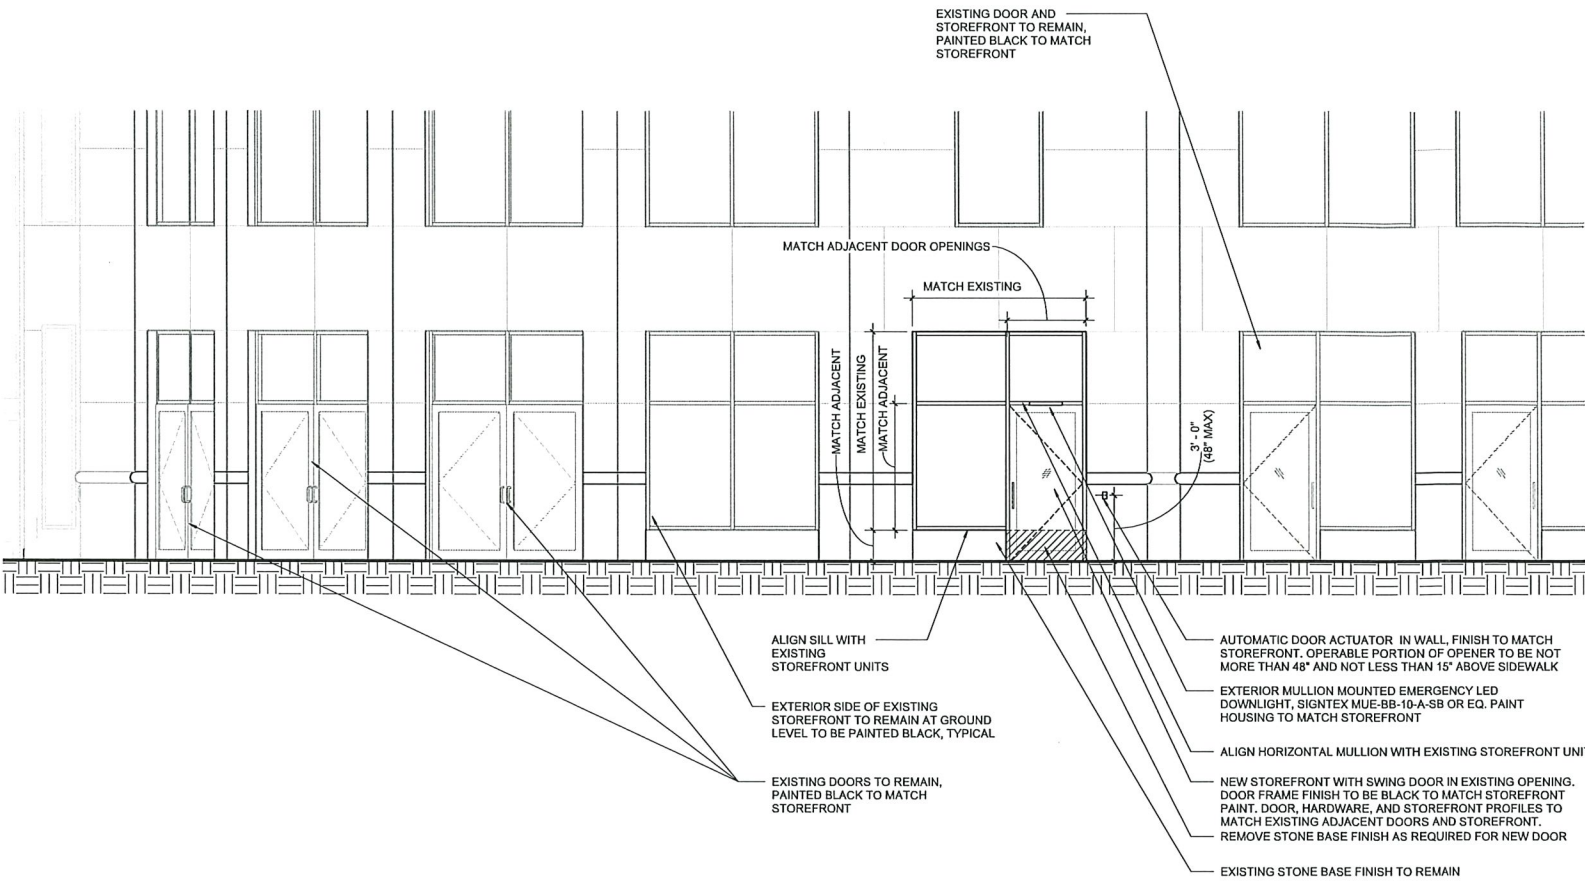 EXISTING DOOR AND
STOREFRONT TO REMAIN,
PAINTED BLACK TO MATCH
STOREFRONT
MATCH ADJACENT DOOR OPENINGS
MATCH EXISTING
MATCH ADJACENT
MATCH EXISTING
MATCH ADJACENT
3' - 0"
(48" MAX)
ALIGN SILL WITH
EXISTING
STOREFRONT UNITS
EXTERIOR SIDE OF EXISTING
STOREFRONT TO REMAIN AT GROUND
LEVEL TO BE PAINTED BLACK, TYPICAL
EXISTING DOORS TO REMAIN,
PAINTED BLACK TO MATCH
STOREFRONT
AUTOMATIC DOOR ACTUATOR IN WALL, FINISH TO MATCH
STOREFRONT. OPERABLE PORTION OF OPENER TO BE NOT
MORE THAN 48" AND NOT LESS THAN 15" ABOVE SIDEWALK
EXTERIOR MULLION MOUNTED EMERGENCY LED
DOWNLIGHT, SIGNTEX MUE-BB-10-A-SB OR EQ. PAINT
HOUSING TO MATCH STOREFRONT
ALIGN HORIZONTAL MULLION WITH EXISTING STOREFRONT UNIT
NEW STOREFRONT WITH SWING DOOR IN EXISTING OPENING.
DOOR FRAME FINISH TO BE BLACK TO MATCH STOREFRONT
PAINT. DOOR, HARDWARE, AND STOREFRONT PROFILES TO
MATCH EXISTING ADJACENT DOORS AND STOREFRONT.
REMOVE STONE BASE FINISH AS REQUIRED FOR NEW DOOR
EXISTING STONE BASE FINISH TO REMAIN